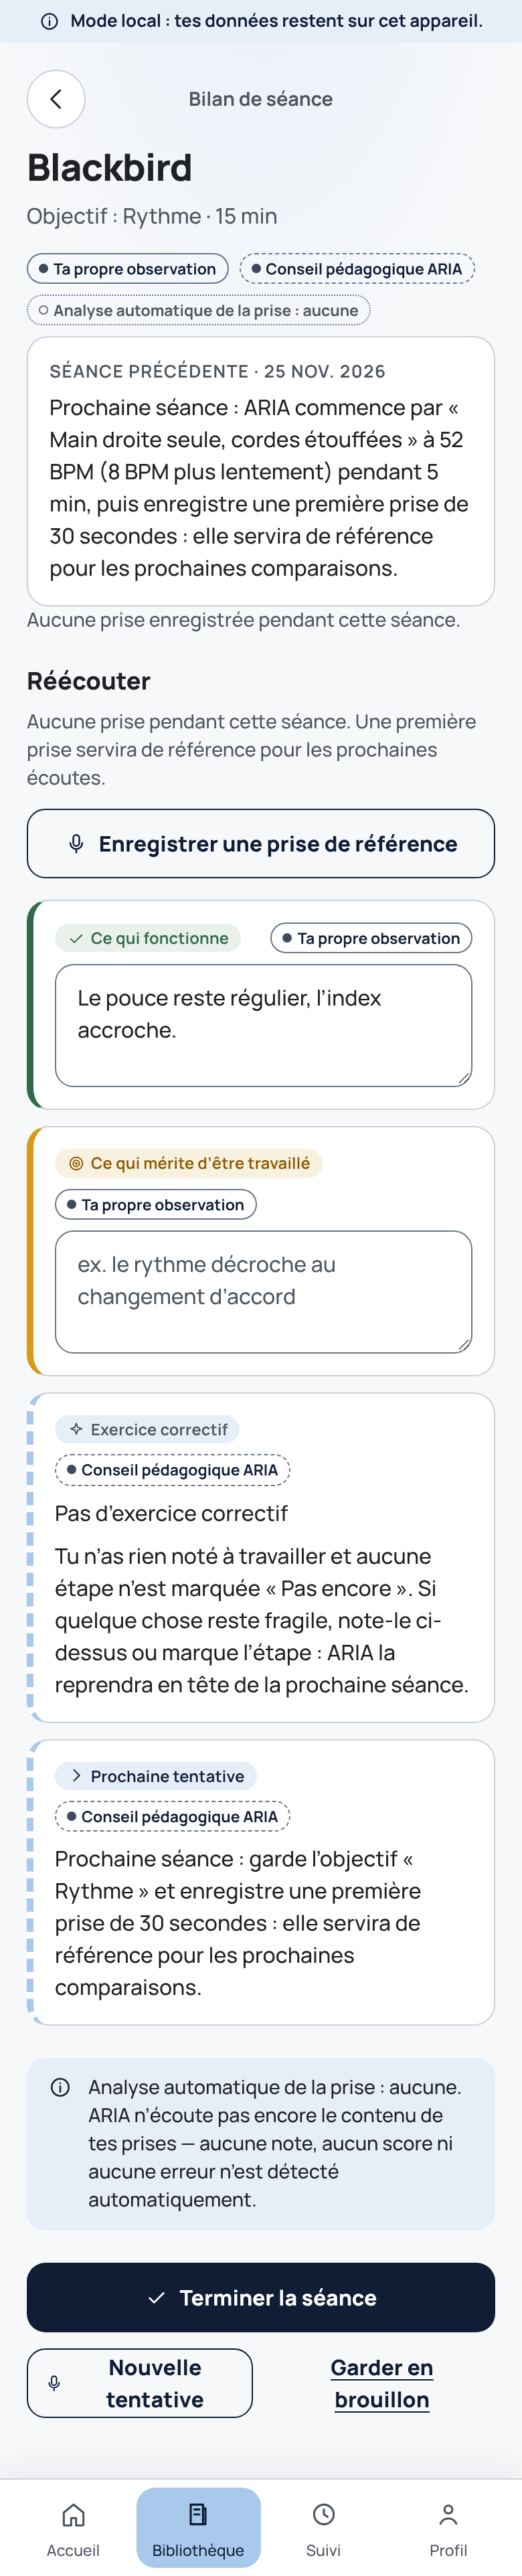 Mode local : tes données restent sur cet appareil.
Bilan de séance
Blackbird
Objectif : Rythme · 15 min
Ta propre observation
Conseil pédagogique ARIA
Analyse automatique de la prise : aucune
SÉANCE PRÉCÉDENTE · 25 NOV. 2026
Prochaine séance : ARIA commence par «
Main droite seule, cordes étouffées » à 52
BPM (8 BPM plus lentement) pendant 5
min, puis enregistre une première prise de
30 secondes : elle servira de référence
pour les prochaines comparaisons.
Aucune prise enregistrée pendant cette séance.
Réécouter
Aucune prise pendant cette séance. Une première
prise servira de référence pour les prochaines
écoutes.
Enregistrer une prise de référence
Ce qui fonctionne
Ta propre observation
Le pouce reste régulier, l’index
accroche.
Ce qui mérite d’être travaillé
Ta propre observation
ex. le rythme décroche au
changement d’accord
Exercice correctif
Conseil pédagogique ARIA
Pas d’exercice correctif
Tu n’as rien noté à travailler et aucune
étape n’est marquée « Pas encore ». Si
quelque chose reste fragile, note-le ci-
dessus ou marque l’étape : ARIA la
reprendra en tête de la prochaine séance.
Prochaine tentative
Conseil pédagogique ARIA
Prochaine séance : garde l’objectif «
Rythme » et enregistre une première
prise de 30 secondes : elle servira de
référence pour les prochaines
comparaisons.
Analyse automatique de la prise : aucune.
ARIA n’écoute pas encore le contenu de
tes prises — aucune note, aucun score ni
aucune erreur n’est détecté
automatiquement.
Terminer la séance
Nouvelle
tentative
Garder en
brouillon
Accueil
Bibliothèque
Suivi
Profil